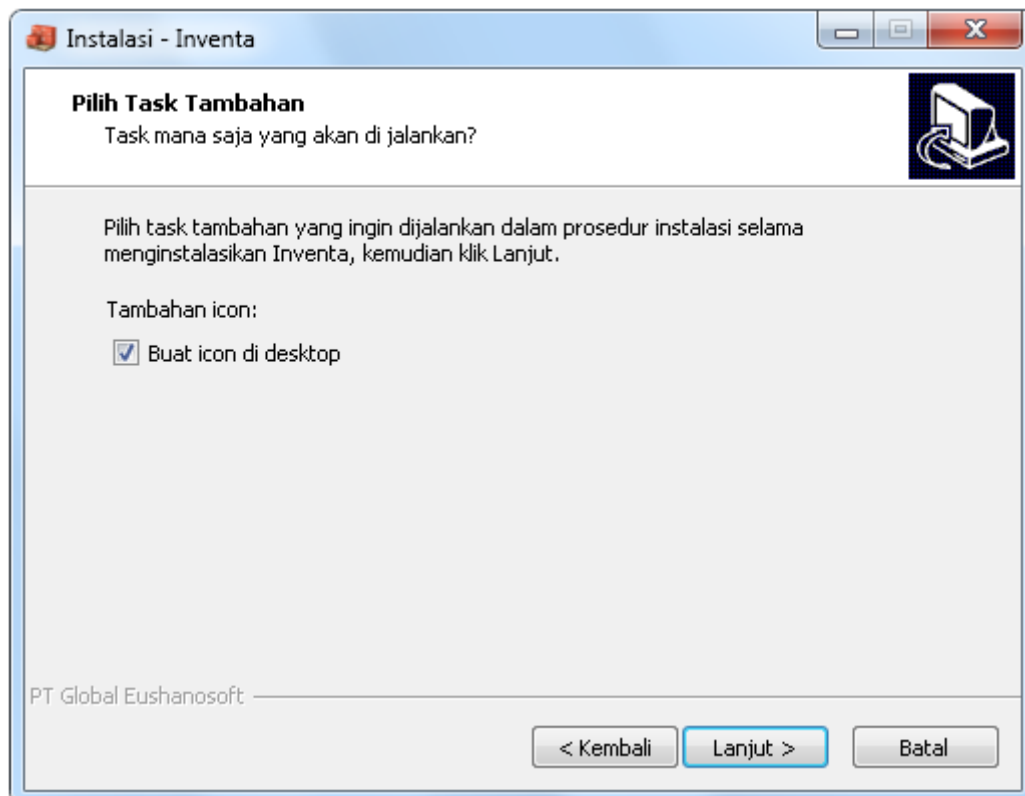 Instalasi - Inventa
Pilih Task Tambahan
Task mana saja yang akan di jalankan?
Pilih task tambahan yang ingin dijalankan dalam prosedur instalasi selama
menginstalasikan Inventa, kemudian klik Lanjut.
Tambahan icon:
Buat icon di desktop
PT Global Eushanosoft
< Kembali
Lanjut >
Batal